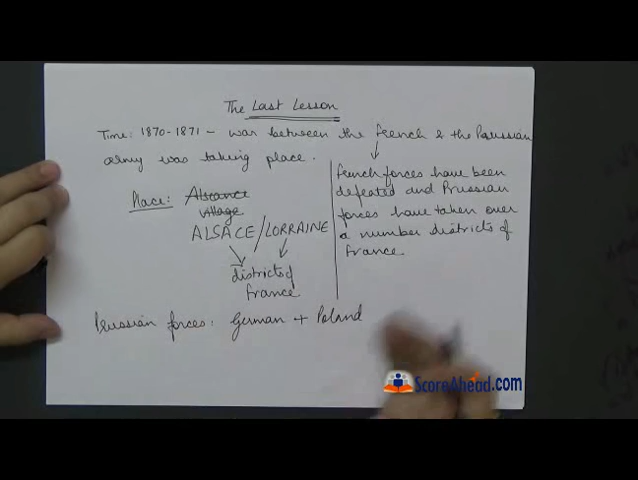 The Last Lesson
Time: 1870-1871 - war between the french & the Prussian
army was taking place.
french forces have been
defeated and Prussian
forces have taken over
a number districts of
france
Place: Alsance
village
ALSACE/LORRAINE
districts of
france
Prussian forces: German + Poland
ScoreAhead.com